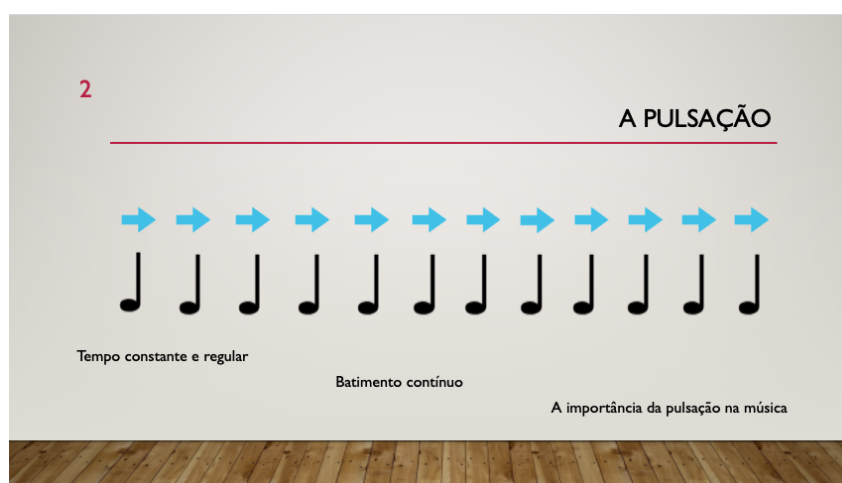 2
A PULSAÇÃO
Tempo constante e regular
Batimento contínuo
A importância da pulsação na música